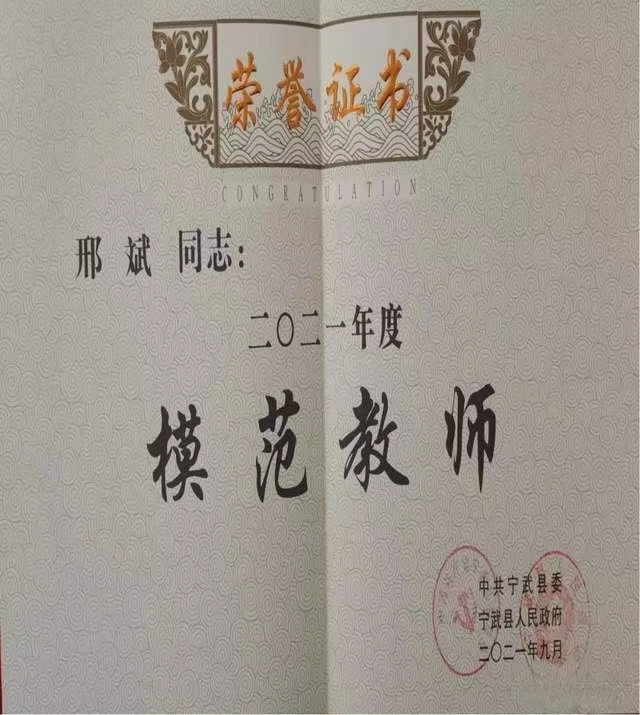 荣誉证书
CONGRATULATION
邢斌 同志:
二〇二一年度
模范教师
中共宁武县委
宁武县人民政府
二〇二一年九月